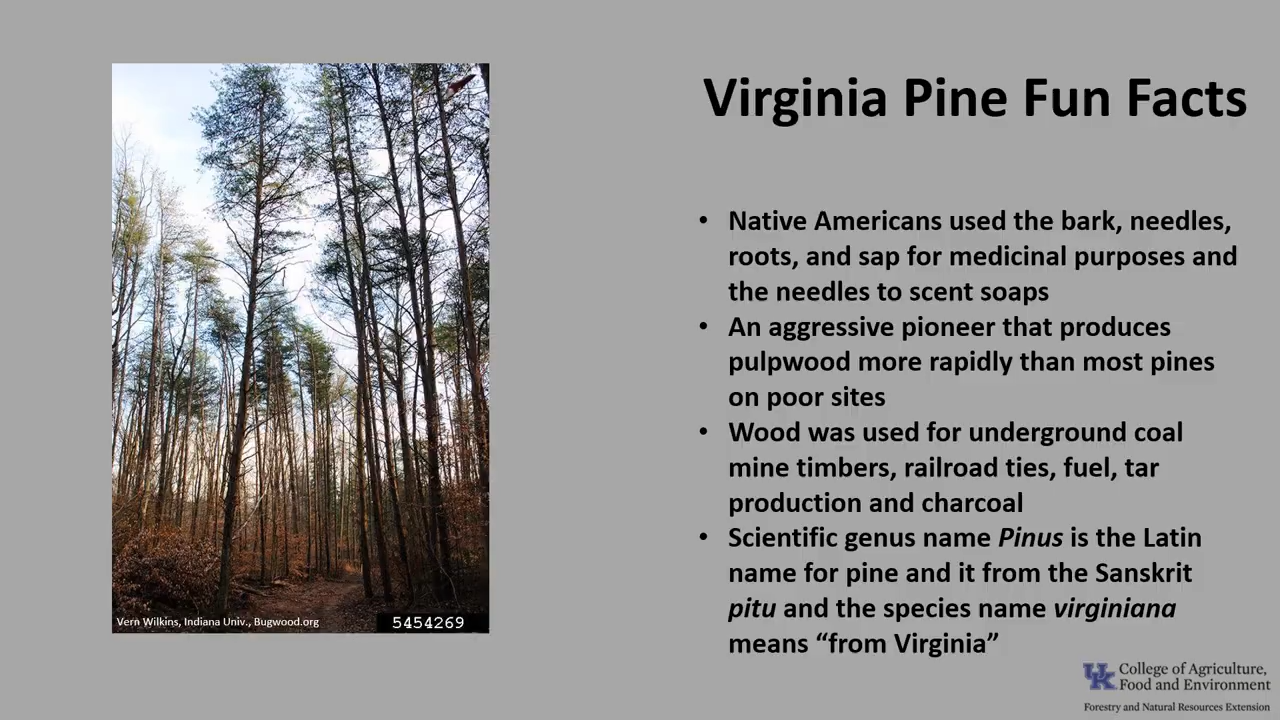 Virginia Pine Fun Facts
• Native Americans used the bark, needles,
roots, and sap for medicinal purposes and
the needles to scent soaps
• An aggressive pioneer that produces
pulpwood more rapidly than most pines
on poor sites
• Wood was used for underground coal
mine timbers, railroad ties, fuel, tar
production and charcoal
• Scientific genus name Pinus is the Latin
name for pine and it from the Sanskrit
pitu and the species name virginiana
means “from Virginia”
Vern Wilkins, Indiana Univ., Bugwood.org
5454269
UK
College of Agriculture,
Food and Environment
Forestry and Natural Resources Extension